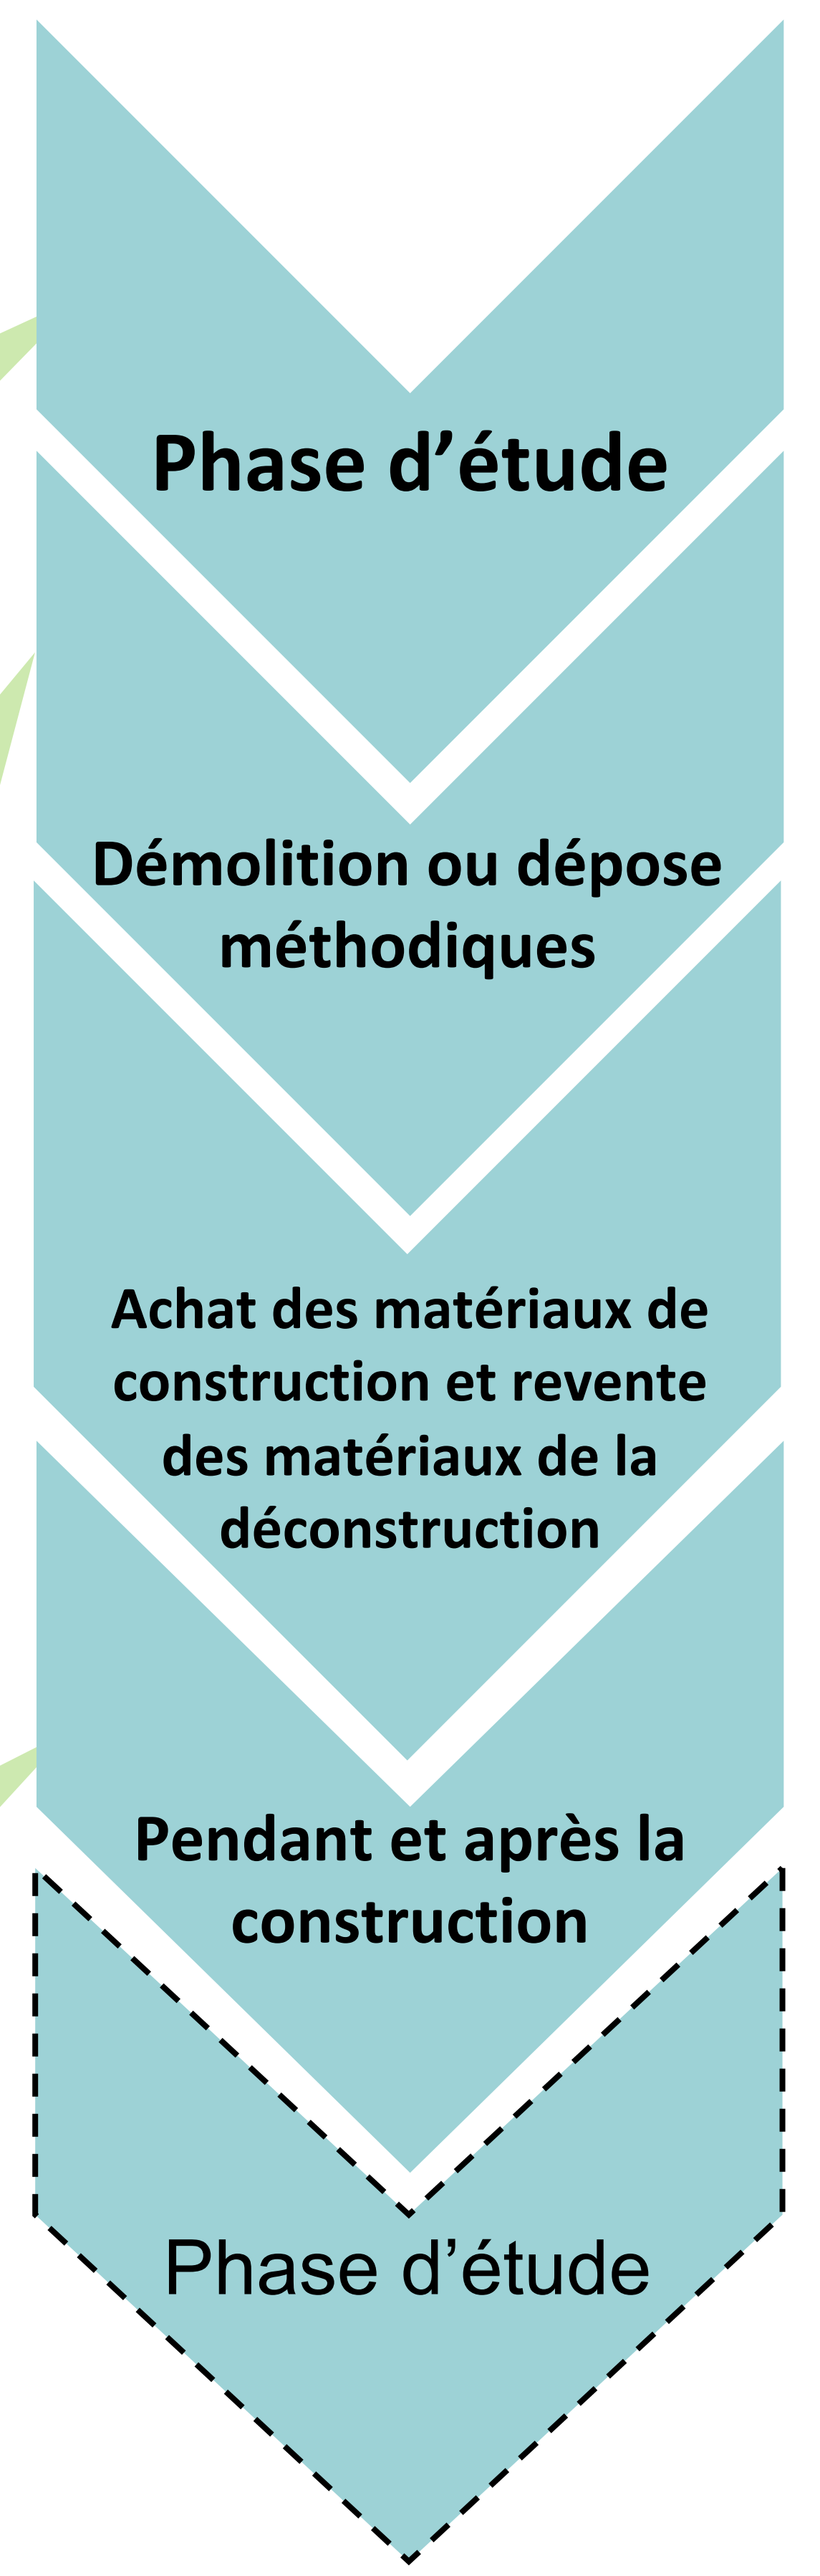 Phase d’étude
Démolition ou dépose
méthodiques
Achat des matériaux de
construction et revente
des matériaux de la
déconstruction
Pendant et après la
construction
Phase d’étude